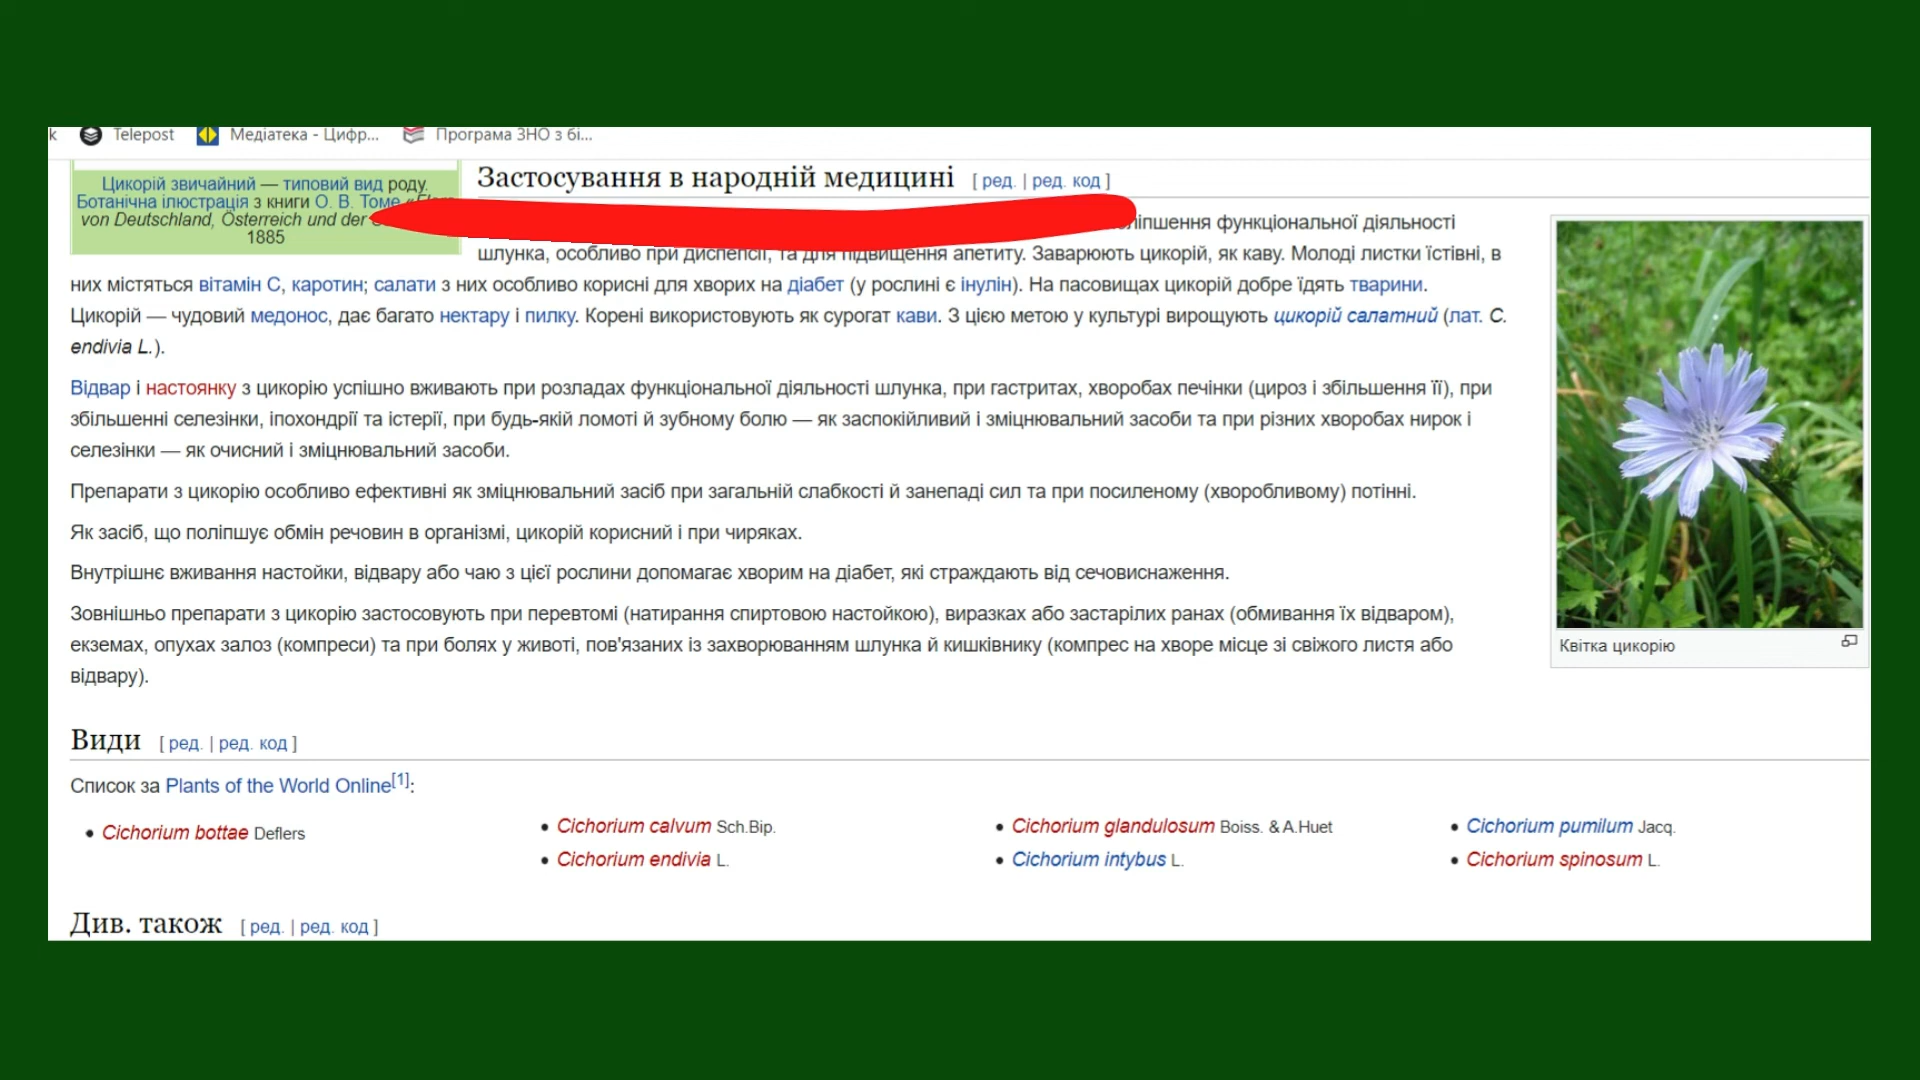 k Telepost Медіатека - Цифр... Програма ЗНО з бі...
Цикорій звичайний — типовий вид роду.
Ботанічна ілюстрація з книги О. В. Томе
von Deutschland, Österreich und der
1885
Застосування в народній медицині [ ред. | ред. код ]
функціональної діяльності
шлунка, особливо при диспепсії, та для підвищення апетиту. Заварюють цикорій, як каву. Молоді листки їстівні, в
них містяться вітамін С, каротин; салати з них особливо корисні для хворих на діабет (у рослині є інулін). На пасовищах цикорій добре їдять тварини.
Цикорій — чудовий медонос, дає багато нектару і пилку. Корені використовують як сурогат кави. З цією метою у культурі вирощують цикорій салатний (лат. C.
endivia L.).
Відвар і настоянку з цикорію успішно вживають при розладах функціональної діяльності шлунка, при гастритах, хворобах печінки (цироз і збільшення її), при
збільшенні селезінки, іпохондрії та істерії, при будь-якій ломоті й зубному болю — як заспокійливий і зміцнювальний засоби та при різних хворобах нирок і
селезінки — як очисний і зміцнювальний засоби.
Препарати з цикорію особливо ефективні як зміцнювальний засіб при загальній слабкості й занепаді сил та при посиленому (хворобливому) потінні.
Як засіб, що поліпшує обмін речовин в організмі, цикорій корисний і при чиряках.
Внутрішнє вживання настойки, відвару або чаю з цієї рослини допомагає хворим на діабет, які страждають від сечовиснаження.
Зовнішньо препарати з цикорію застосовують при перевтомі (натирання спиртовою настойкою), виразках або застарілих ранах (обмивання їх відваром),
екземах, опухах залоз (компреси) та при болях у животі, пов'язаних із захворюванням шлунка й кишківнику (компрес на хворе місце зі свіжого листя або
відвару).
Квітка цикорію
Види [ ред. | ред. код ]
Список за Plants of the World Online[1]:
• Cichorium bottae Deflers
• Cichorium calvum Sch.Bip.
• Cichorium endivia L.
• Cichorium glandulosum Boiss. & A.Huet
• Cichorium intybus L.
• Cichorium pumilum Jacq.
• Cichorium spinosum L.
Див. також [ ред. | ред. код ]